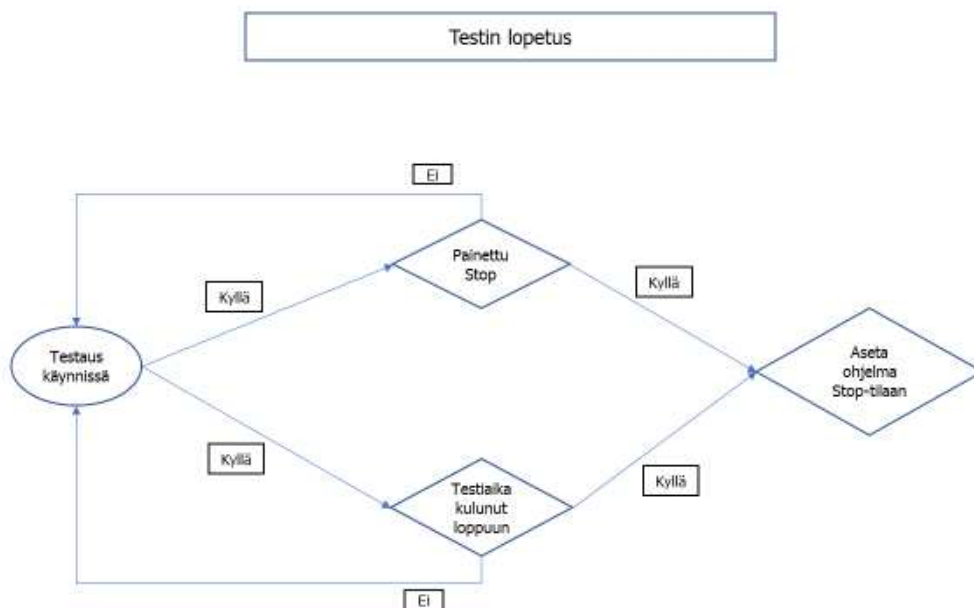 Testin lopetus
Ei
Painettu
Stop
Kyllä
Kyllä
Testaus
käynnissä
Aseta
ohjelma
Stop-tilaan
Kyllä
Kyllä
Testiaika
kulunut
loppuun
Ei